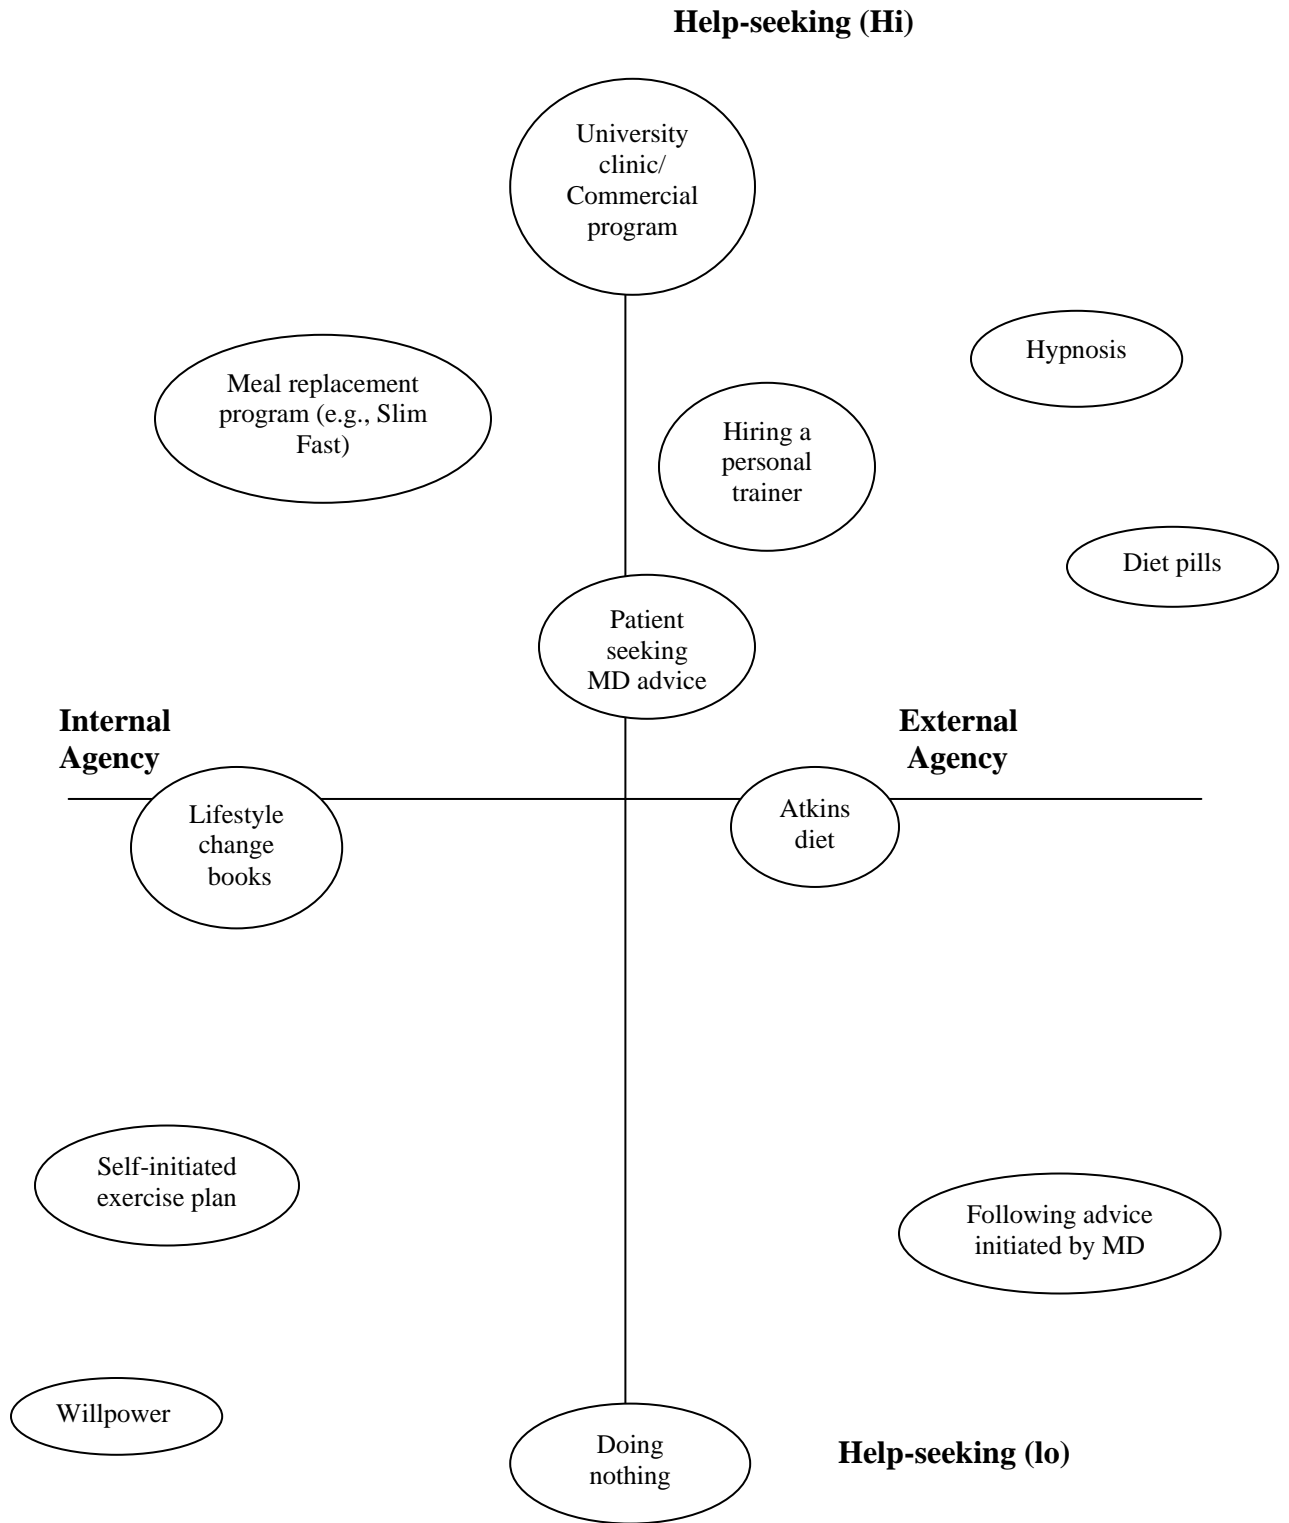 Help-seeking (Hi)
University
clinic/
Commercial
program
Hypnosis
Meal replacement
program (e.g., Slim
Fast)
Hiring a
personal
trainer
Diet pills
Patient
seeking
MD advice
Internal
Agency
External
Agency
Lifestyle
change
books
Atkins
diet
Self-initiated
exercise plan
Following advice
initiated by MD
Willpower
Doing
nothing
Help-seeking (lo)